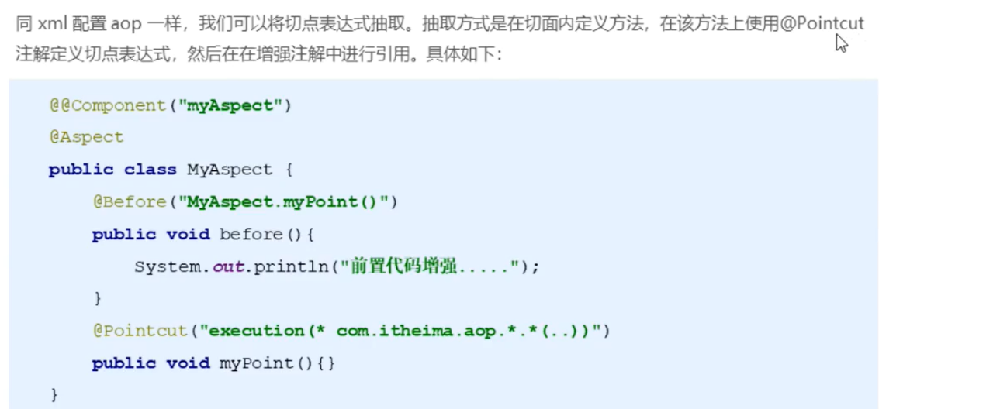 同 xml 配置 aop 一样，我们可以将切点表达式抽取。抽取方式是在切面内定义方法，在该方法上使用@Pointcut
注解定义切点表达式，然后在在增强注解中进行引用。具体如下：
@@Component("myAspect")
@Aspect
public class MyAspect {
@Before("MyAspect.myPoint()")
public void before(){
System.out.println("前置代码增强.....");
}
@Pointcut("execution(* com.itheima.aop.*.*(..))")
public void myPoint(){}
}